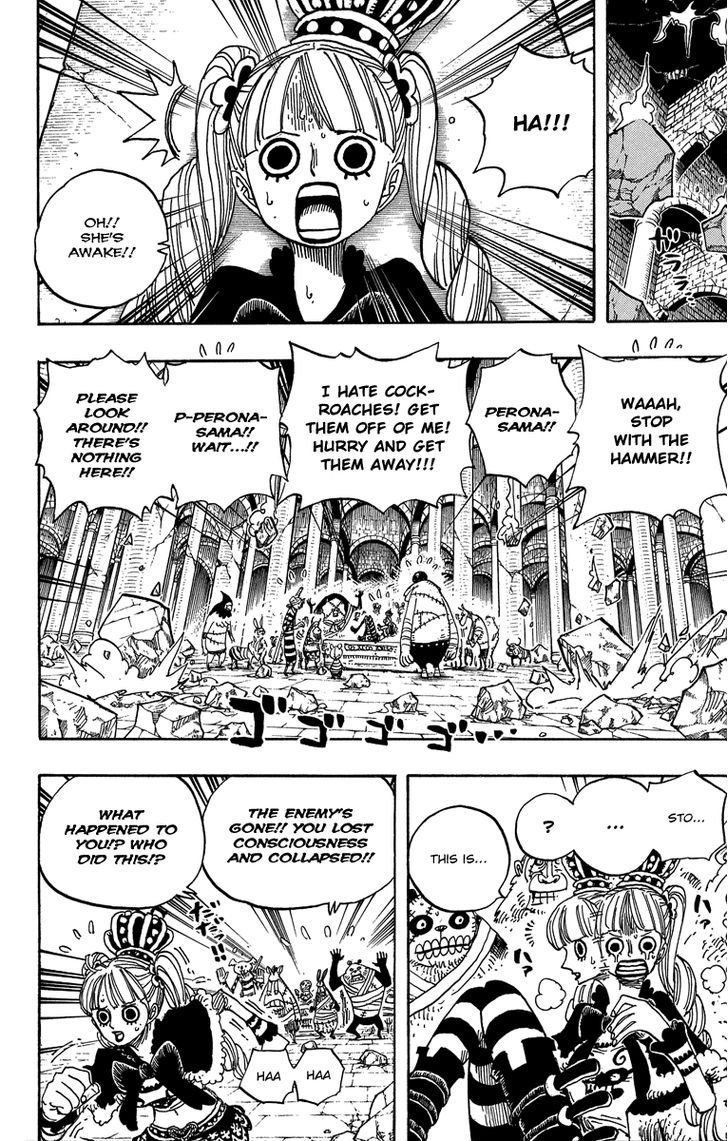 HA!!!
OH!!
SHE'S
AWAKE!!
ガラ
ラ
WAAAH,
STOP
WITH THE
HAMMER!!
PERONA-
SAMA!!
I HATE COCK-
ROACHES! GET
THEM OFF OF ME!
HURRY AND GET
THEM AWAY!!!
P-PERONA-
SAMA!!
WAIT...!!
PLEASE
LOOK
AROUND!!
THERE'S
NOTHING
HERE!!
ゴゴゴゴ...
STO...
...
?
THIS IS...
!?
!?
THE ENEMY'S
GONE!! YOU LOST
CONSCIOUSNESS
AND COLLAPSED!!
WHAT
HAPPENED TO
YOU!? WHO
DID THIS!?
HAA HAA